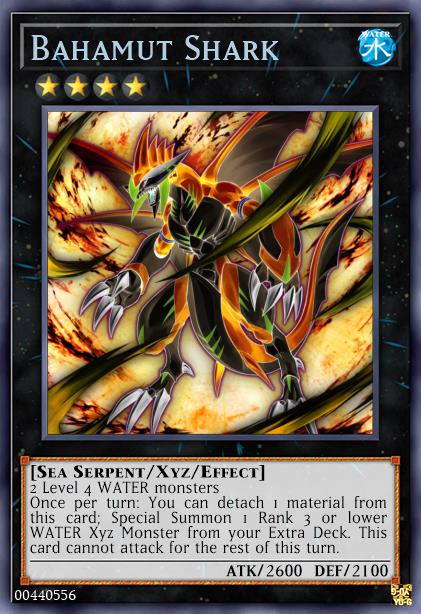 Bahamut Shark
WATER
水
[Sea Serpent/Xyz/Effect]
2 Level 4 WATER monsters
Once per turn: You can detach 1 material from
this card; Special Summon 1 Rank 3 or lower
WATER Xyz Monster from your Extra Deck. This
card cannot attack for the rest of this turn.
ATK/2600 DEF/2100
00440556